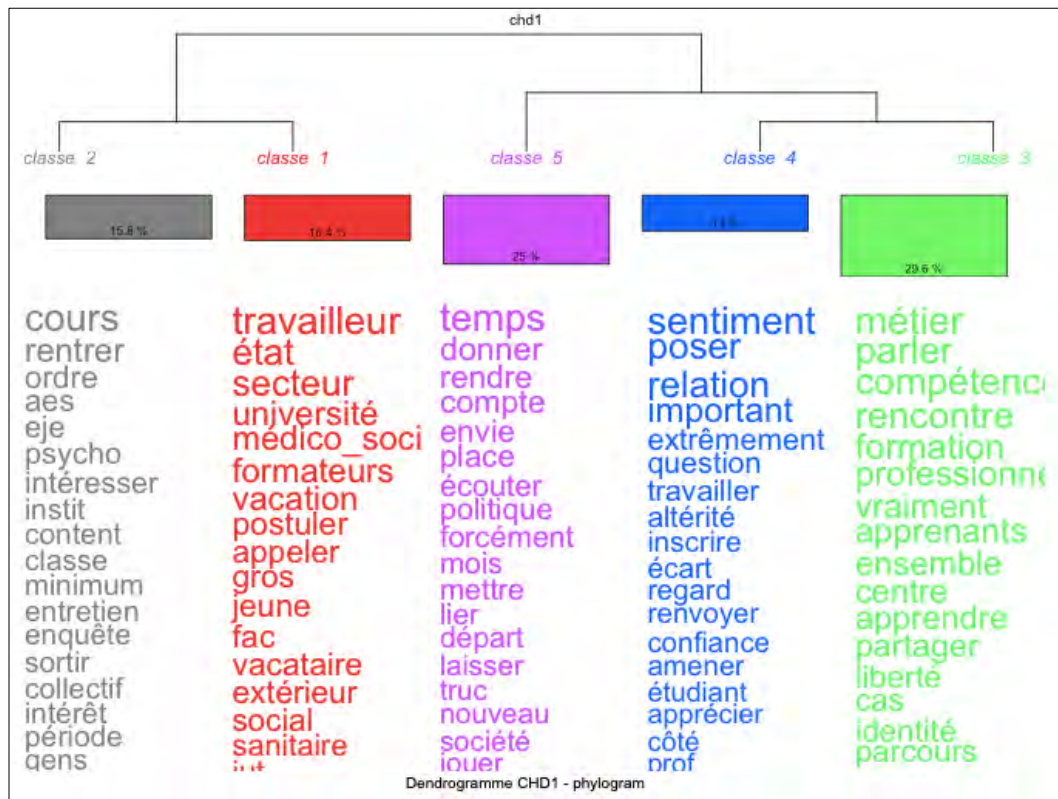 chd1
classe 2
classe 1
classe 5
classe 4
classe 3
15.8 %
16.4 %
25 %
29.6 %
cours
rentrer
ordre
aes
eje
psycho
intéresser
instit
content
classe
minimum
entretien
enquête
sortir
collectif
intérêt
période
gens
travailleur
état
secteur
université
médico_soci
formateurs
vacation
postuler
appeler
gros
jeune
fac
vacataire
extérieur
social
sanitaire
temps
donner
rendre
compte
envie
place
écouter
politique
forcément
mois
mettre
lier
départ
laisser
truc
nouveau
société
jouer
sentiment
poser
relation
important
extrêmement
question
travailler
altérité
inscrire
écart
regard
renvoyer
confiance
amener
étudiant
apprécier
côté
prof
métier
parler
compétence
rencontre
formation
professionne
vraiment
apprenants
ensemble
centre
apprendre
partager
liberté
cas
identité
parcours
Dendrogramme CHD1 - phylogram